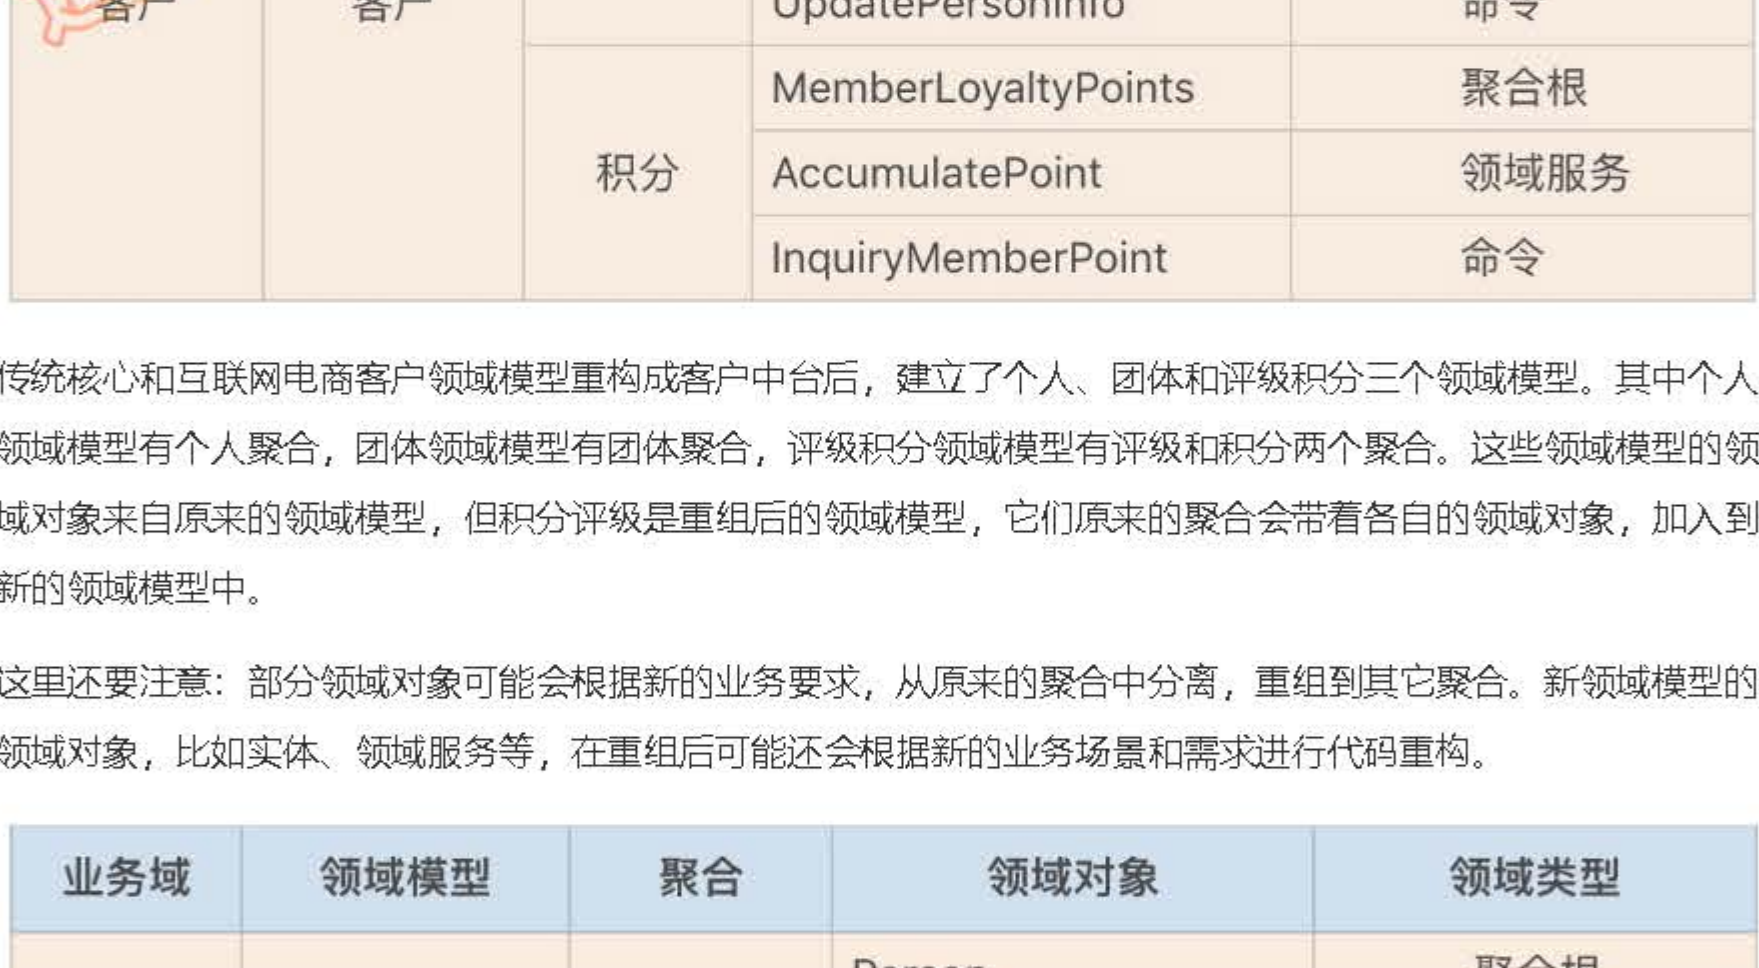 客户 客户 UpdatePersonInfo 命令
MemberLoyaltyPoints 聚合根
积分 AccumulatePoint 领域服务
InquiryMemberPoint 命令
传统核心和互联网电商客户领域模型重构成客户中台后，建立了个人、团体和评级积分三个领域模型。其中个人
领域模型有个人聚合，团体领域模型有团体聚合，评级积分领域模型有评级和积分两个聚合。这些领域模型的领
域对象来自原来的领域模型，但积分评级是重组后的领域模型，它们原来的聚合会带着各自的领域对象，加入到
新的领域模型中。
这里还要注意：部分领域对象可能会根据新的业务要求，从原来的聚合中分离，重组到其它聚合。新领域模型的
领域对象，比如实体、领域服务等，在重组后可能还会根据新的业务场景和需求进行代码重构。
业务域 领域模型 聚合 领域对象 领域类型
Person 聚合根